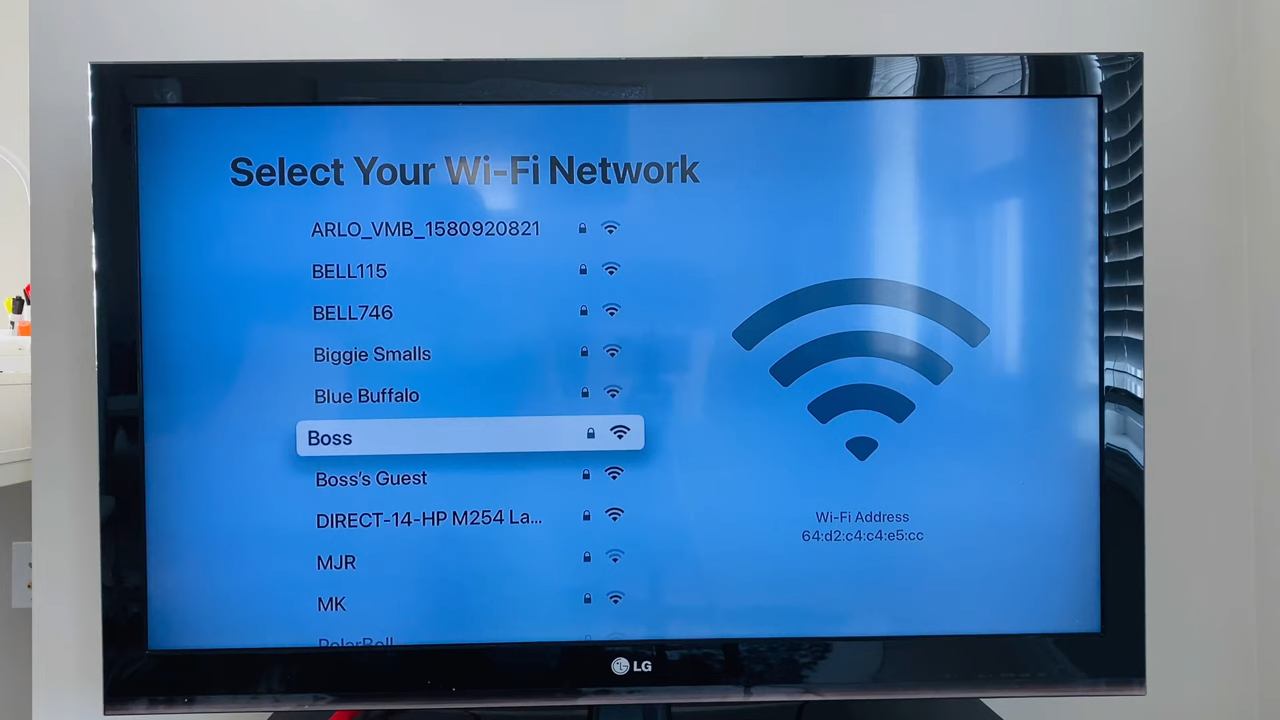 Select Your Wi-Fi Network
ARLO_VMB_1580920821
BELL115
BELL746
Biggie Smalls
Blue Buffalo
Boss
Boss's Guest
DIRECT-14-HP M254 La...
MJR
MK
PolarBell
Wi-Fi Address
64:d2:c4:c4:e5:cc
LG